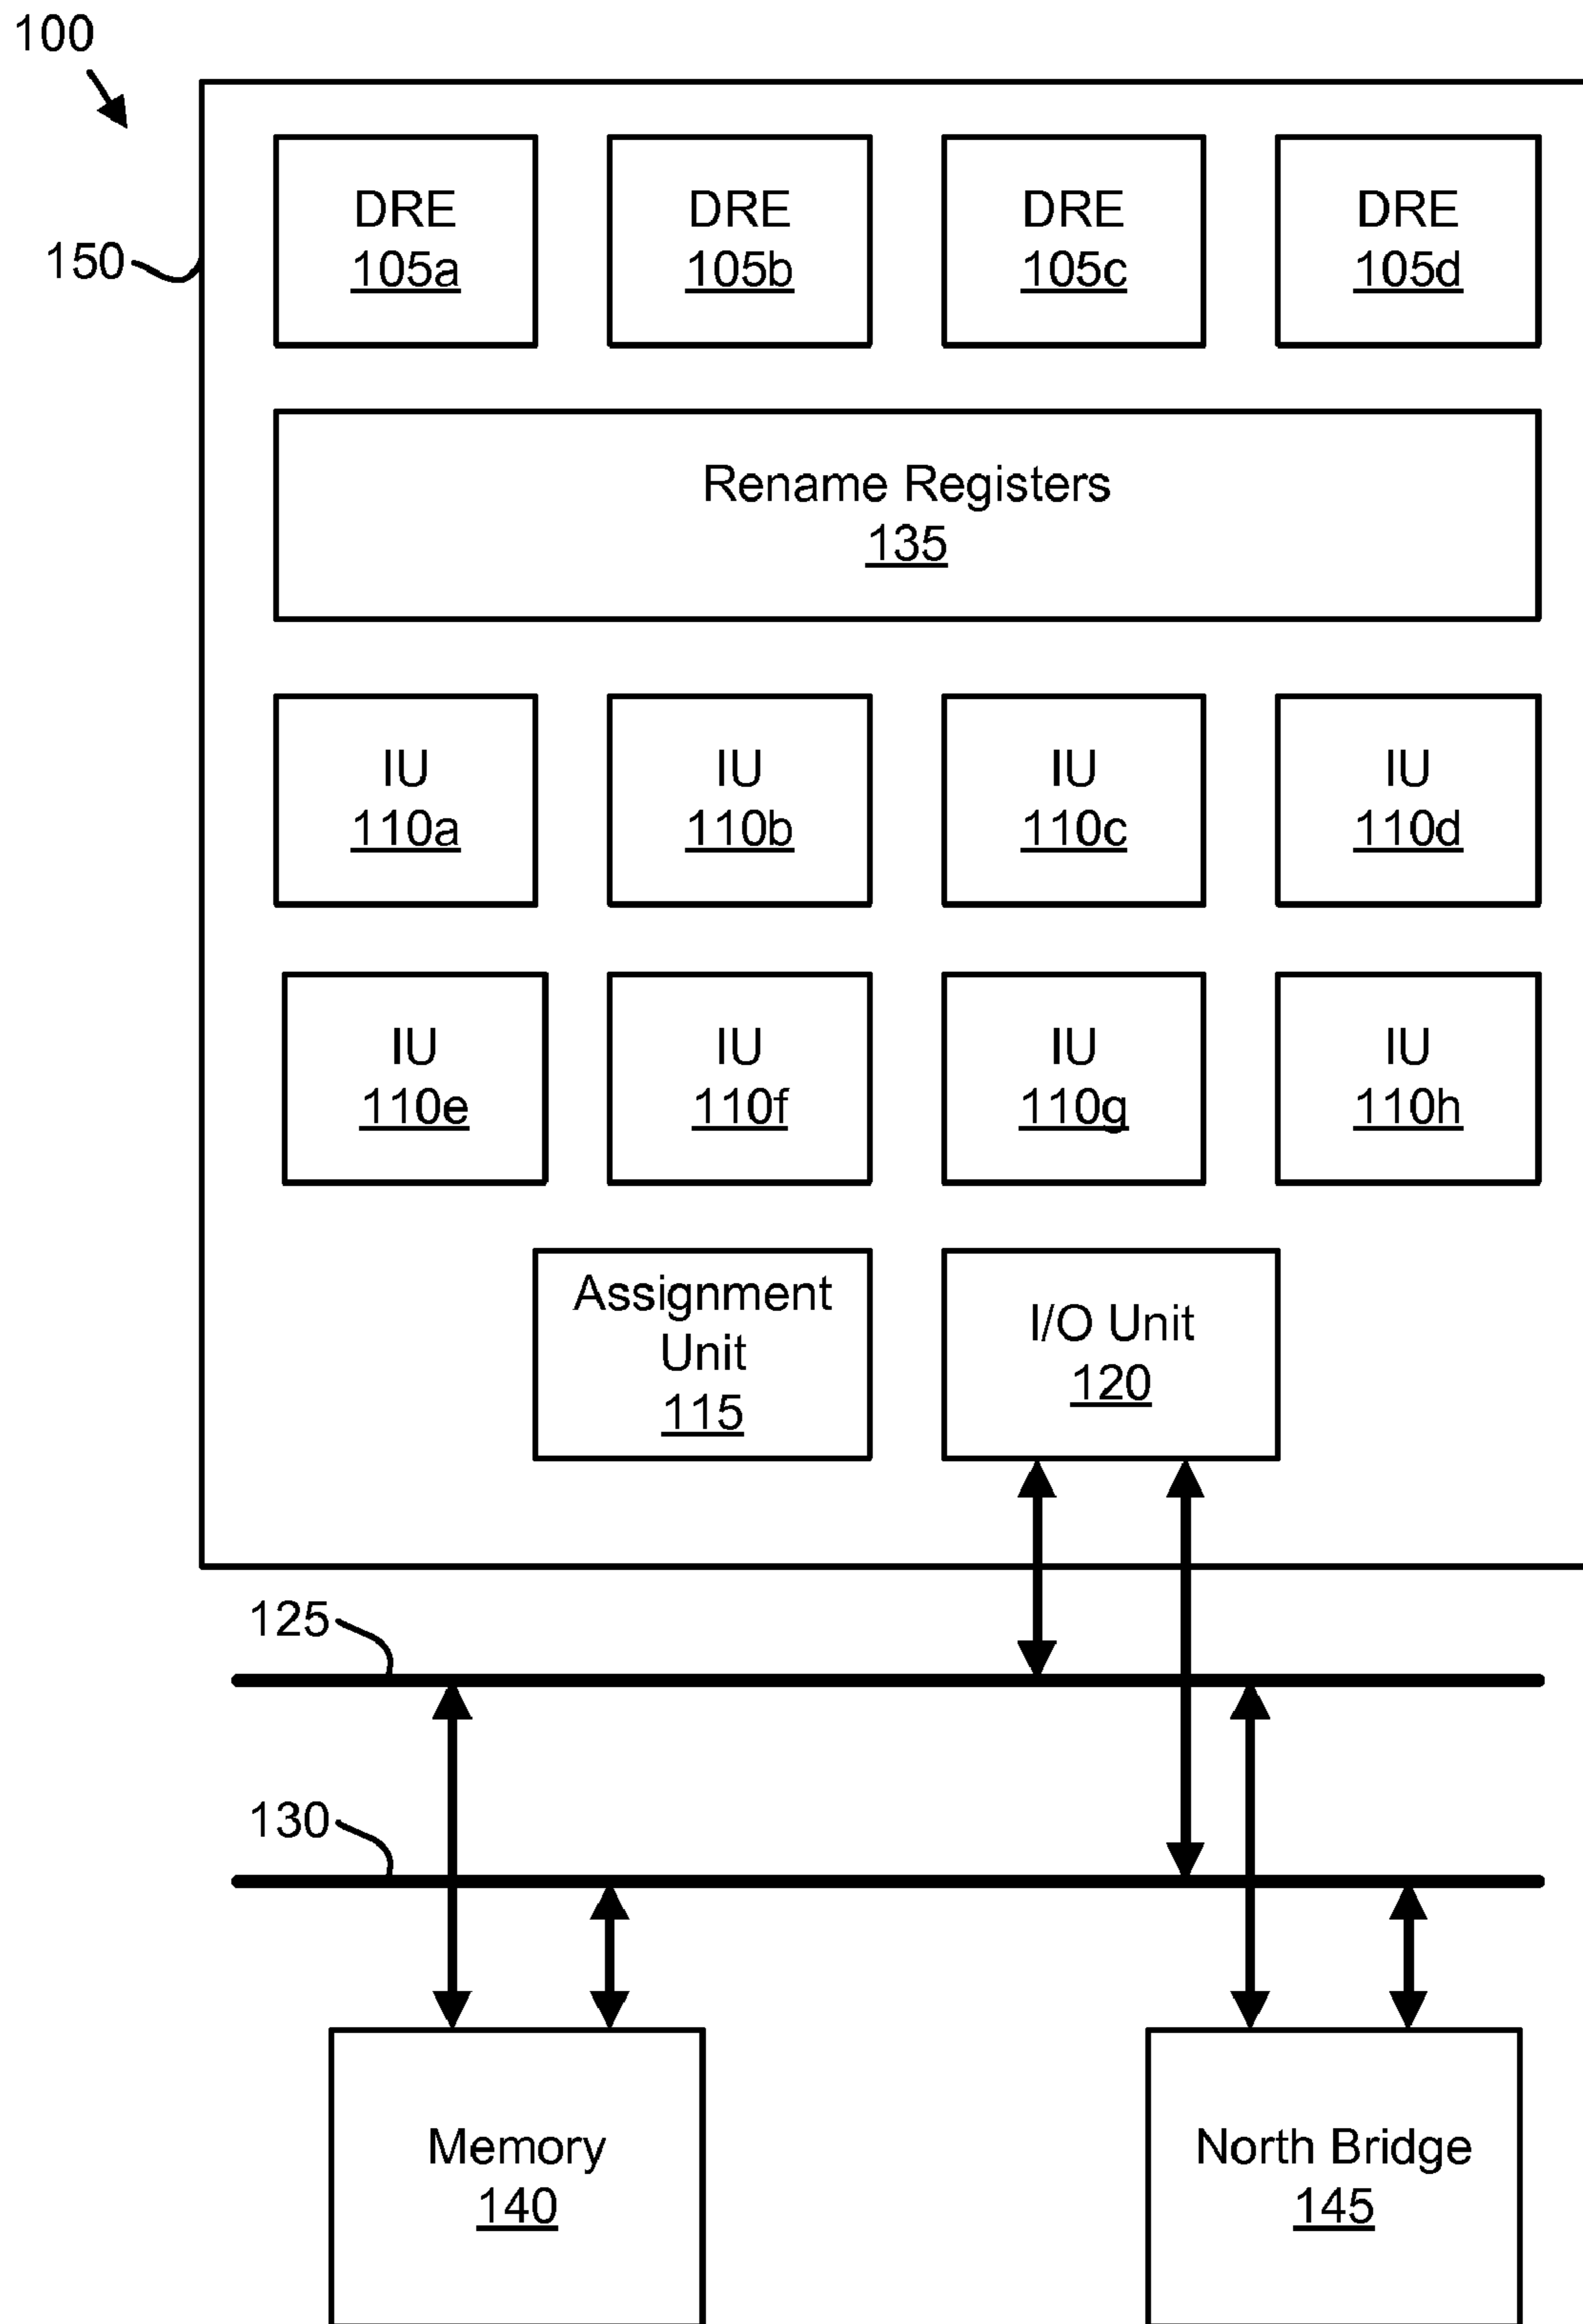 100
150
DRE
105a
DRE
105b
DRE
105c
DRE
105d
Rename Registers
135
IU
110a
IU
110b
IU
110c
IU
110d
IU
110e
IU
110f
IU
110g
IU
110h
Assignment
Unit
115
I/O Unit
120
125
130
Memory
140
North Bridge
145